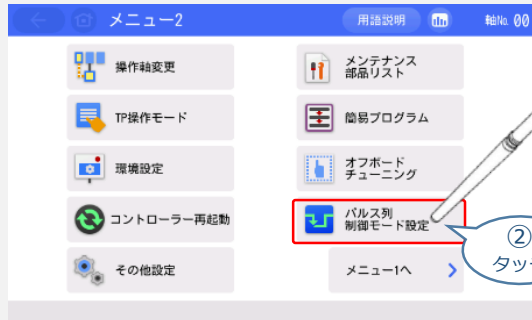 メニュー2
用語説明
軸No. 00
操作軸変更
メンテナンス
部品リスト
TP操作モード
簡易プログラム
環境設定
オフボード
チューニング
コントローラー再起動
パルス列
制御モード設定
その他設定
メニュー1へ
②
タッ